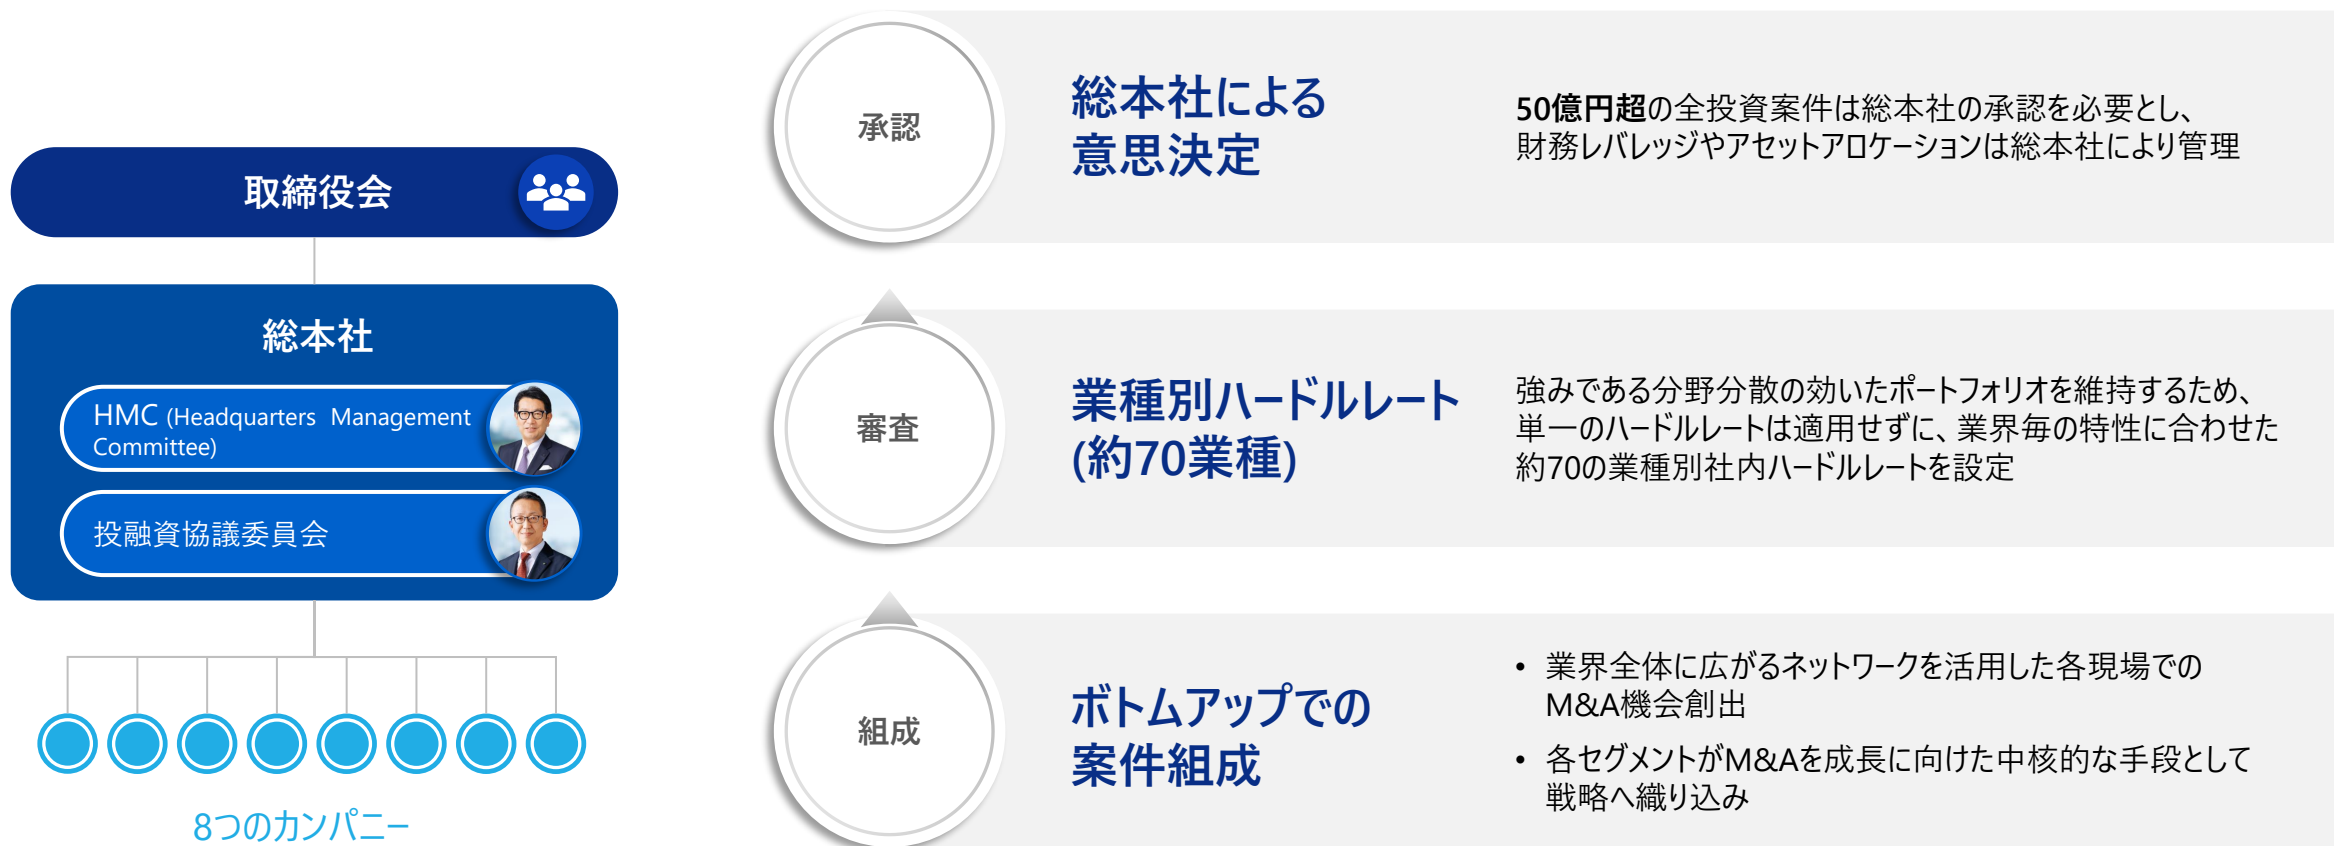 取締役会
総本社
HMC (Headquarters Management
Committee)
投融資協議委員会
8つのカンパニー
承認
総本社による
意思決定
50億円超の全投資案件は総本社の承認を必要とし、
財務レバレッジやアセットアロケーションは総本社により管理
審査
業種別ハードルレート
(約70業種)
強みである分野分散の効いたポートフォリオを維持するため、
単一のハードルレートは適用せずに、業界毎の特性に合わせた
約70の業種別社内ハードルレートを設定
組成
ボトムアップでの
案件組成
• 業界全体に広がるネットワークを活用した各現場での
M&A機会創出
• 各セグメントがM&Aを成長に向けた中核的な手段として
戦略へ織り込み